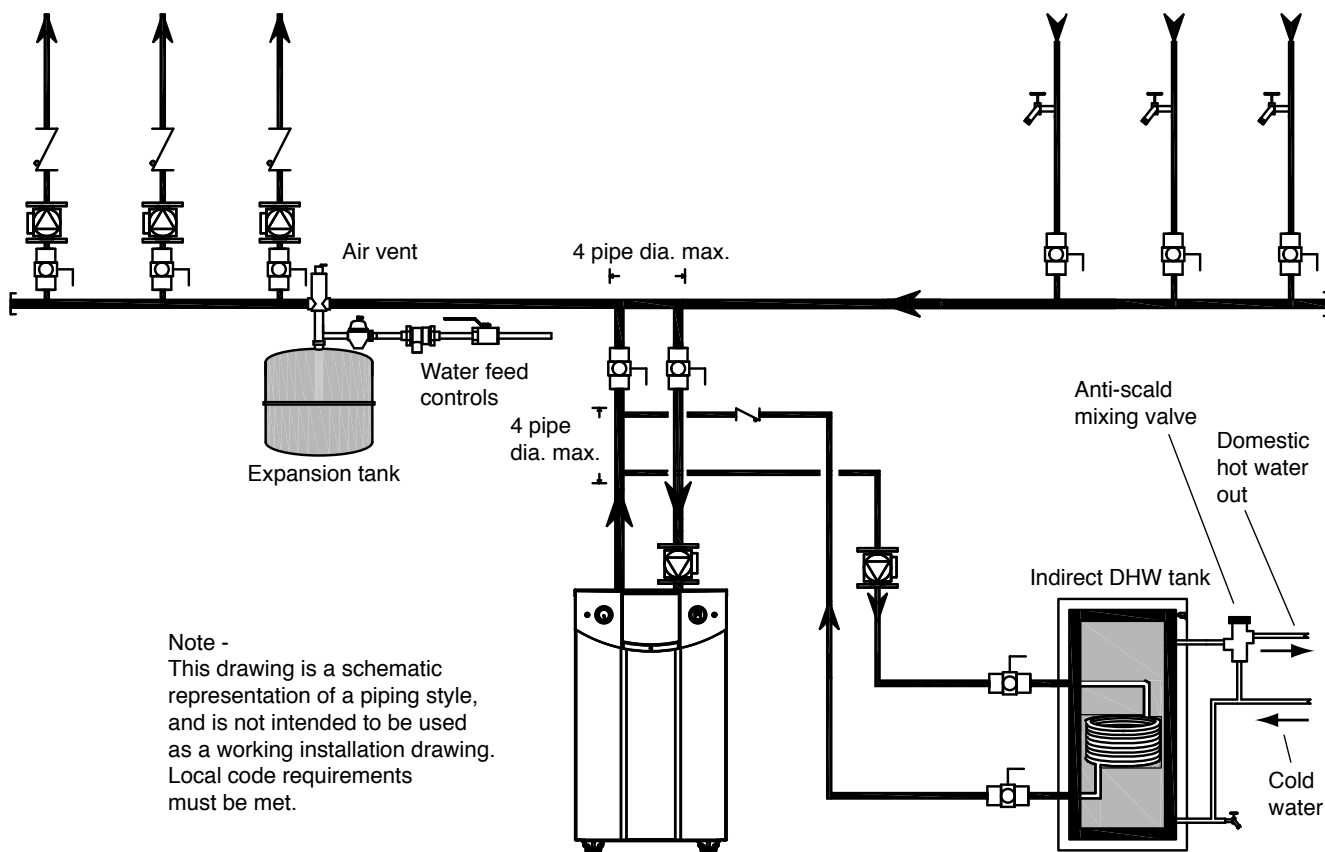 Air vent
4 pipe dia. max.
Water feed
controls
4 pipe
dia. max.
Expansion tank
Anti-scald
mixing valve
Domestic
hot water
out
Indirect DHW tank
Note -
This drawing is a schematic
representation of a piping style,
and is not intended to be used
as a working installation drawing.
Local code requirements
must be met.
Cold
water